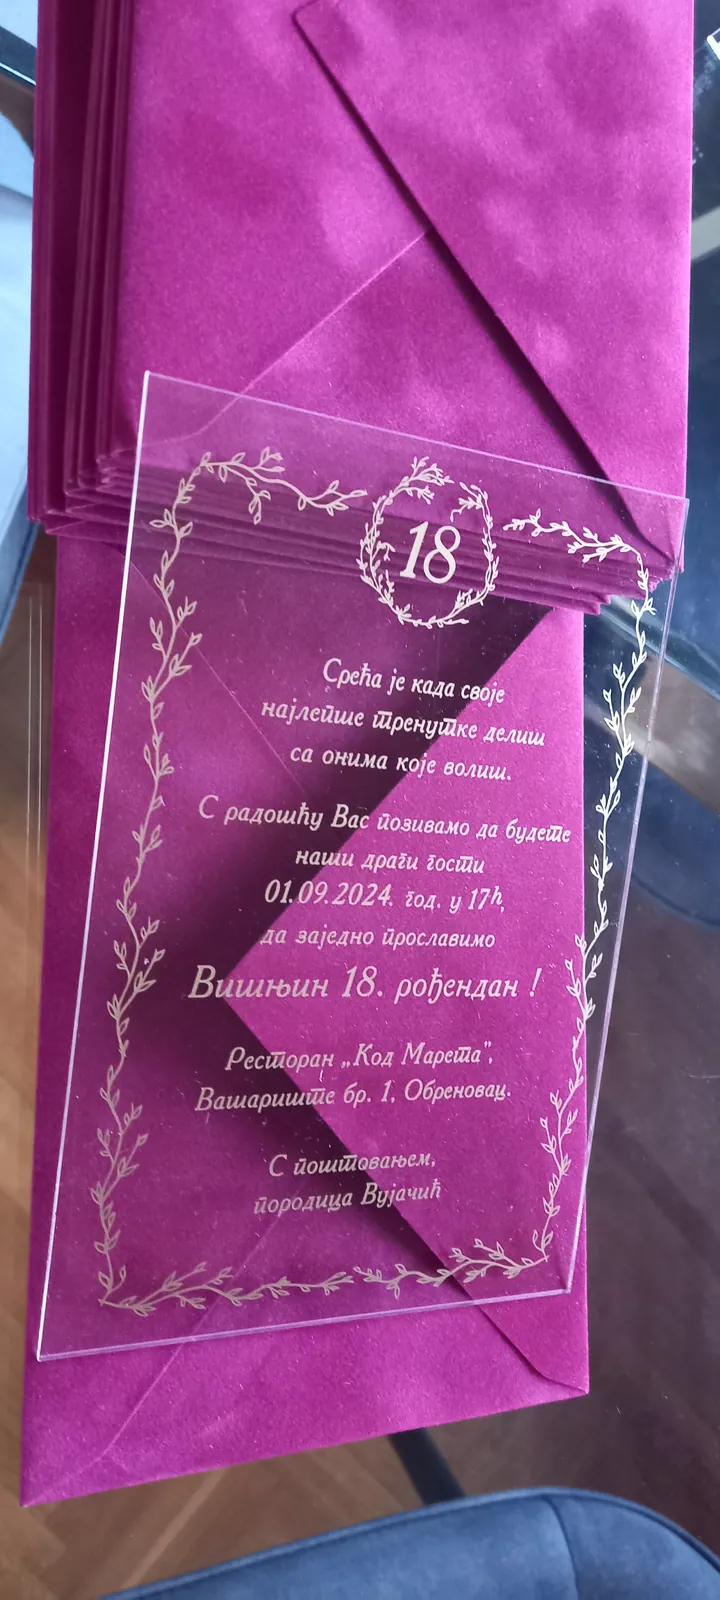 18
Срећа је када своје
најлепше тренутке делиш
са онима које волиш.
С радошћу Вас позивамо да будете
наши драги гости
01.09.2024. год. у 17h,
да заједно прославимо
Вишњин 18. рођендан !
Ресторан „Код Марета",
Вашариште бр. 1, Обреновац.
С поштовањем,
породица Вујачић